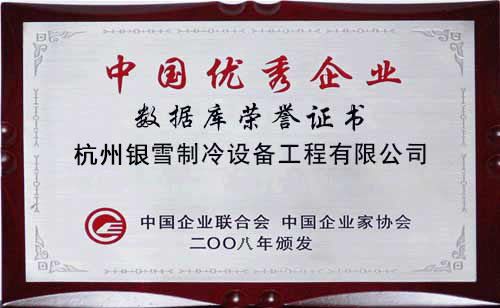 中国优秀企业
数据库荣誉证书
杭州银雪制冷设备工程有限公司
中国企业联合会 中国企业家协会
二〇〇八年颁发